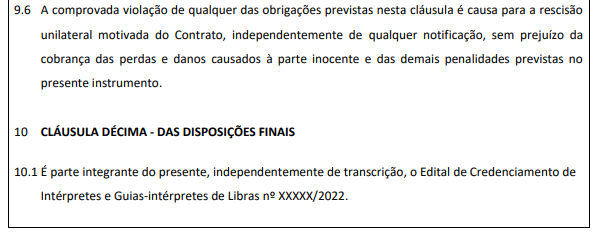 9.6 A comprovada violação de qualquer das obrigações previstas nesta cláusula é causa para a rescisão
unilateral motivada do Contrato, independentemente de qualquer notificação, sem prejuízo da
cobrança das perdas e danos causados à parte inocente e das demais penalidades previstas no
presente instrumento.
10 CLÁUSULA DÉCIMA - DAS DISPOSIÇÕES FINAIS
10.1 É parte integrante do presente, independentemente de transcrição, o Edital de Credenciamento de
Intérpretes e Guias-intérpretes de Libras nº XXXXX/2022.